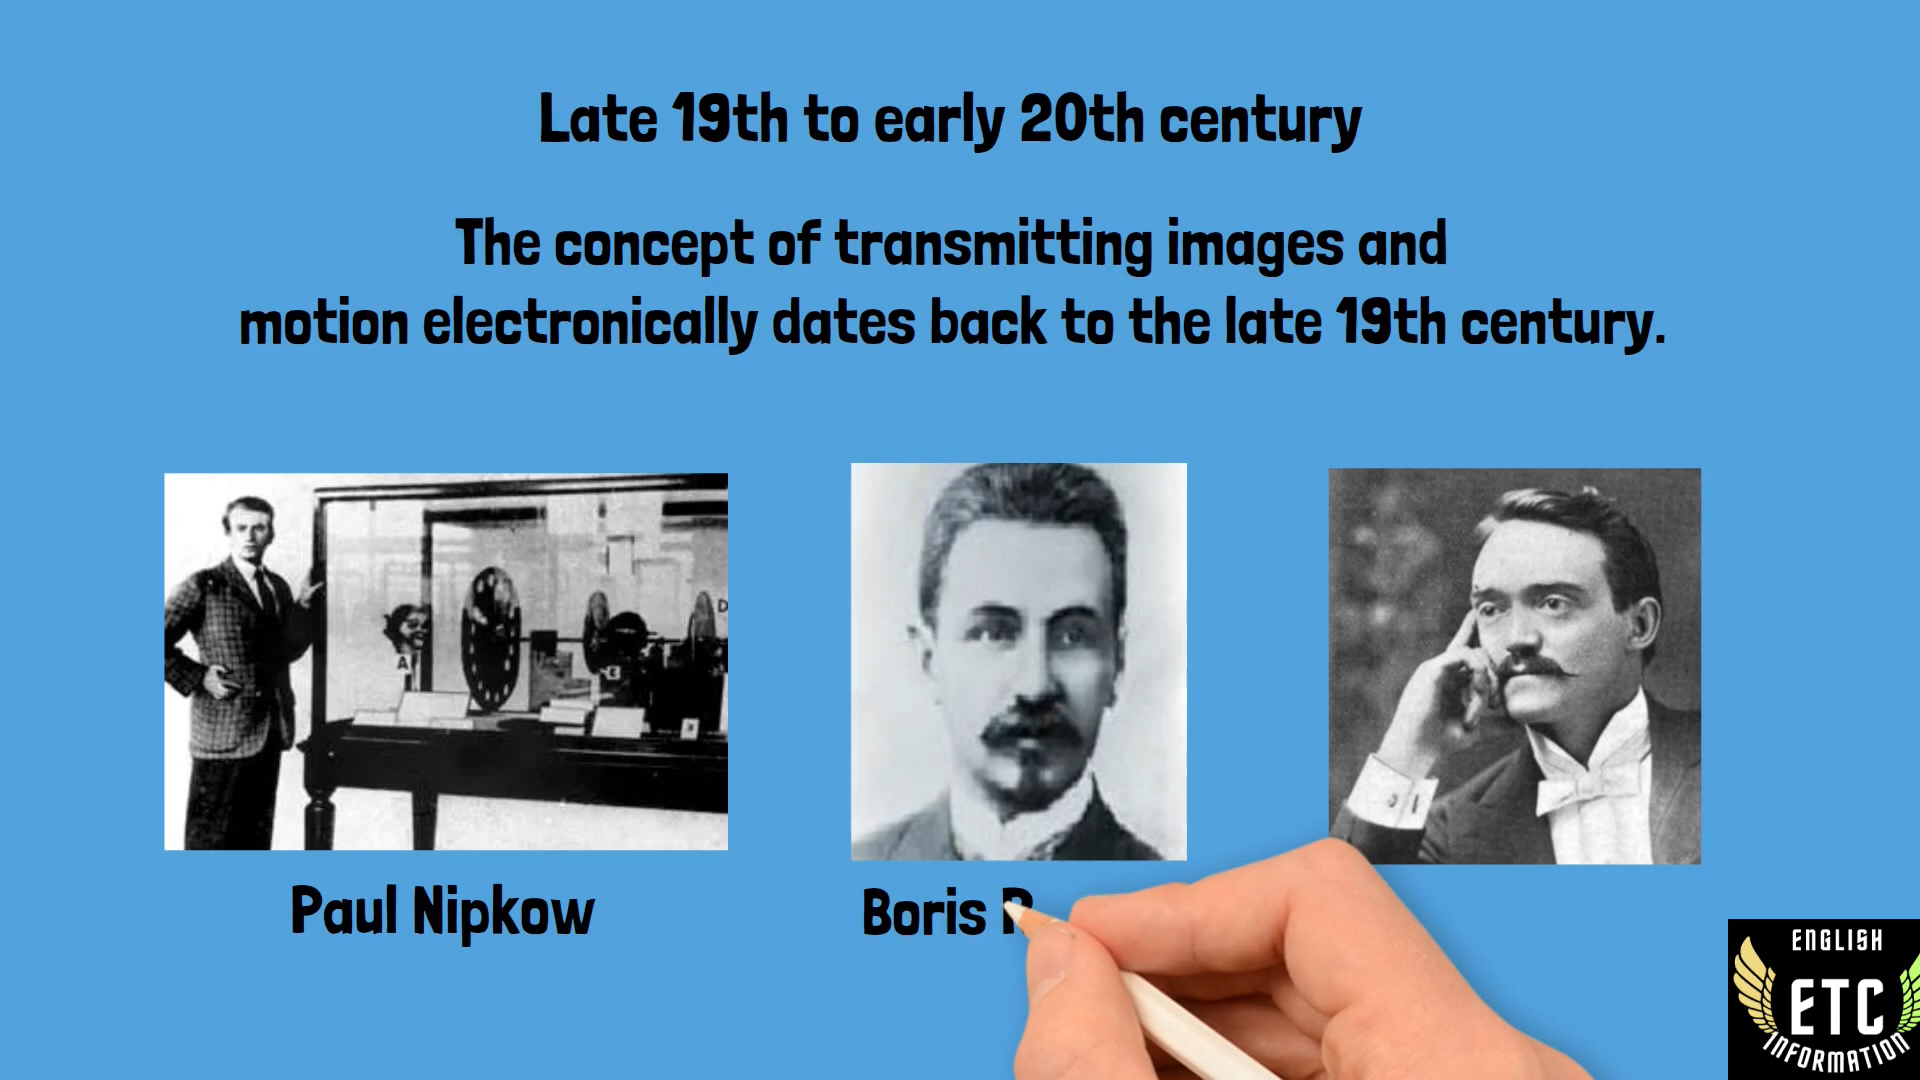 Late 19th to early 20th century
The concept of transmitting images and
motion electronically dates back to the late 19th century.
A
E
D
Paul Nipkow
Boris
ENGLISH
ETC
INFORMATION